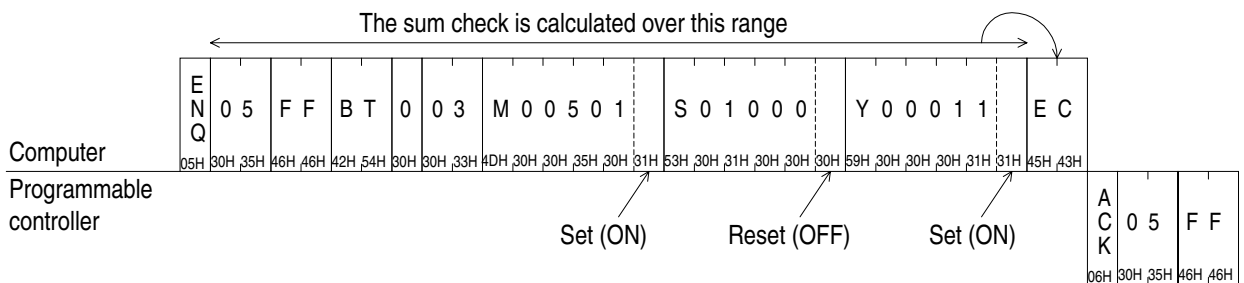 The sum check is calculated over this range
ENQ 0 5 F F B T 0 0 3 M 0 0 5 0 1 S 0 1 0 0 0 Y 0 0 0 1 1 E C
Computer
05H 30H 35H 46H 46H 42H 54H 30H 30H 33H 4DH 30H 30H 35H 30H 31H 53H 30H 31H 30H 30H 30H 59H 30H 30H 30H 31H 31H 45H 43H
Programmable
controller
Set (ON) Reset (OFF) Set (ON)
ACK 0 5 F F
06H 30H 35H 46H 46H